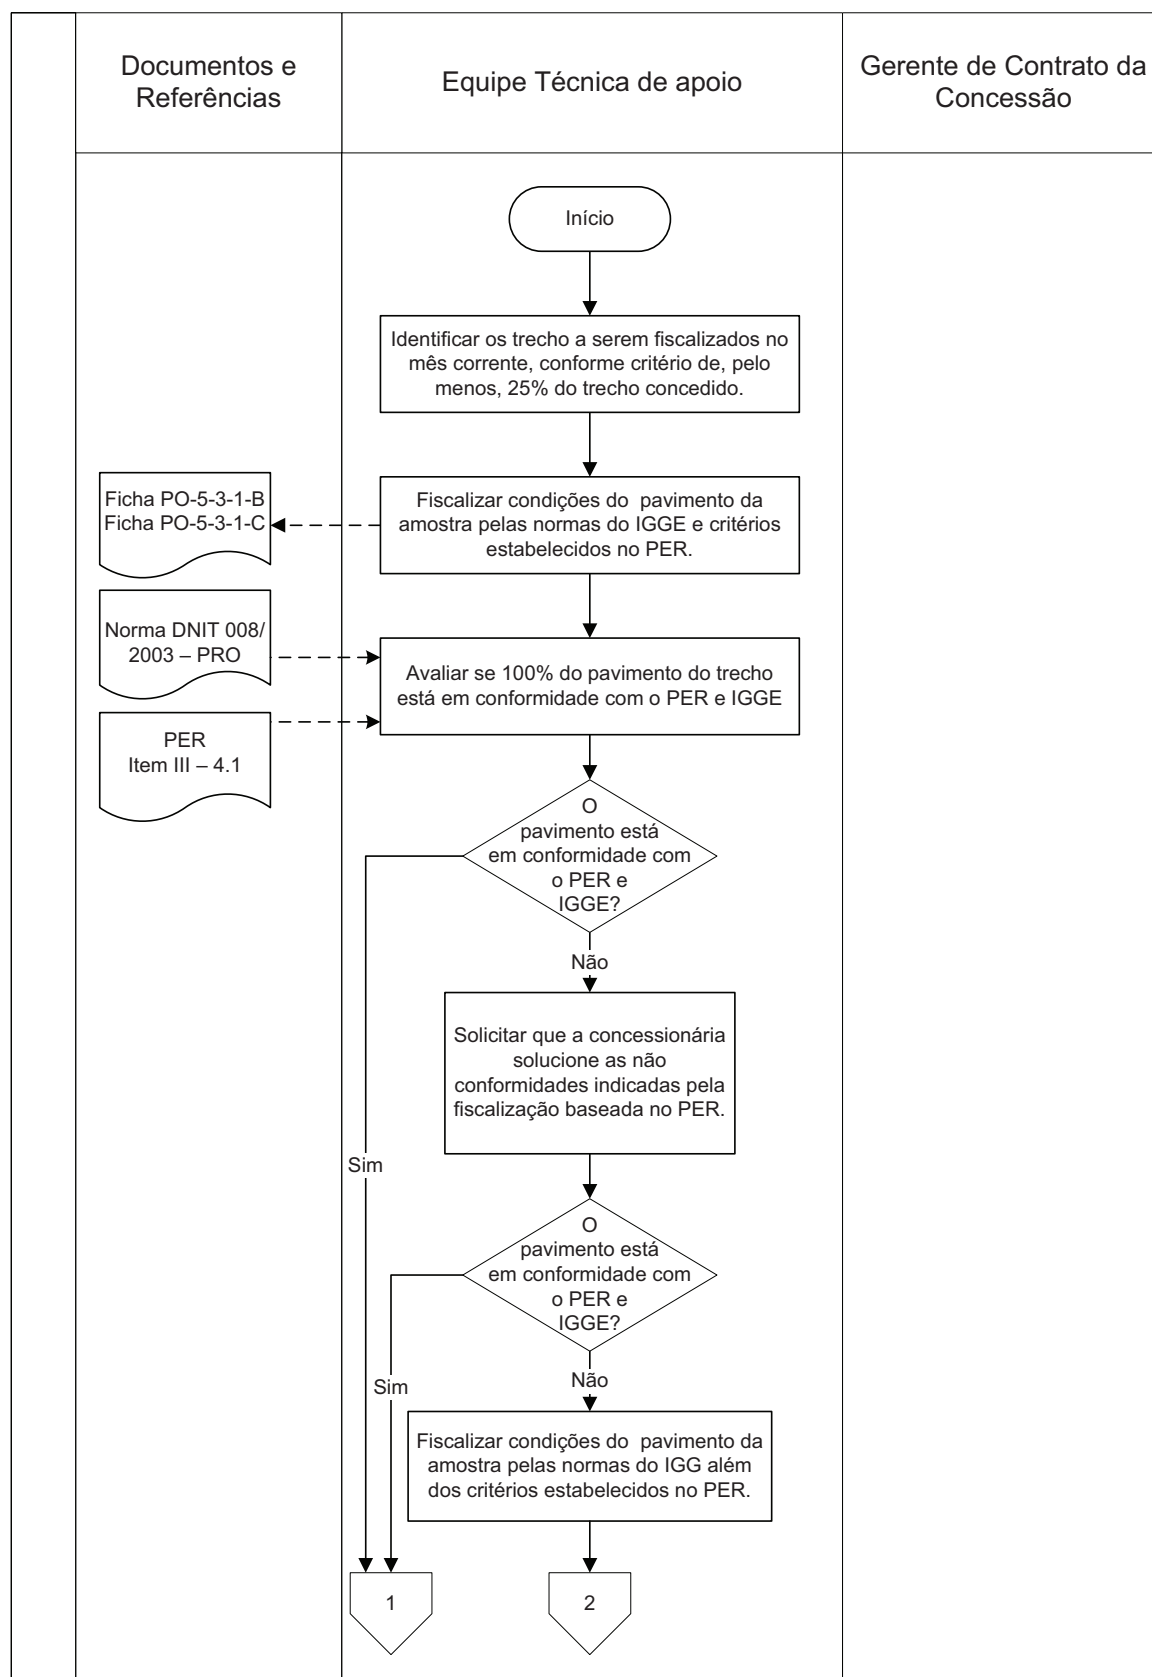 Documentos e
Referências
Equipe Técnica de apoio
Gerente de Contrato da
Concessão
Início
Identificar os trecho a serem fiscalizados no
mês corrente, conforme critério de, pelo
menos, 25% do trecho concedido.
Ficha PO-5-3-1-B
Ficha PO-5-3-1-C
Fiscalizar condições do pavimento da
amostra pelas normas do IGGE e critérios
estabelecidos no PER.
Norma DNIT 008/
2003 – PRO
Avaliar se 100% do pavimento do trecho
está em conformidade com o PER e IGGE
PER
Item III – 4.1
O
pavimento está
em conformidade com
o PER e
IGGE?
Não
Solicitar que a concessionária
solucione as não
conformidades indicadas pela
fiscalização baseada no PER.
Sim
O
pavimento está
em conformidade com
o PER e
IGGE?
Sim
Não
Fiscalizar condições do pavimento da
amostra pelas normas do IGG além
dos critérios estabelecidos no PER.
1
2